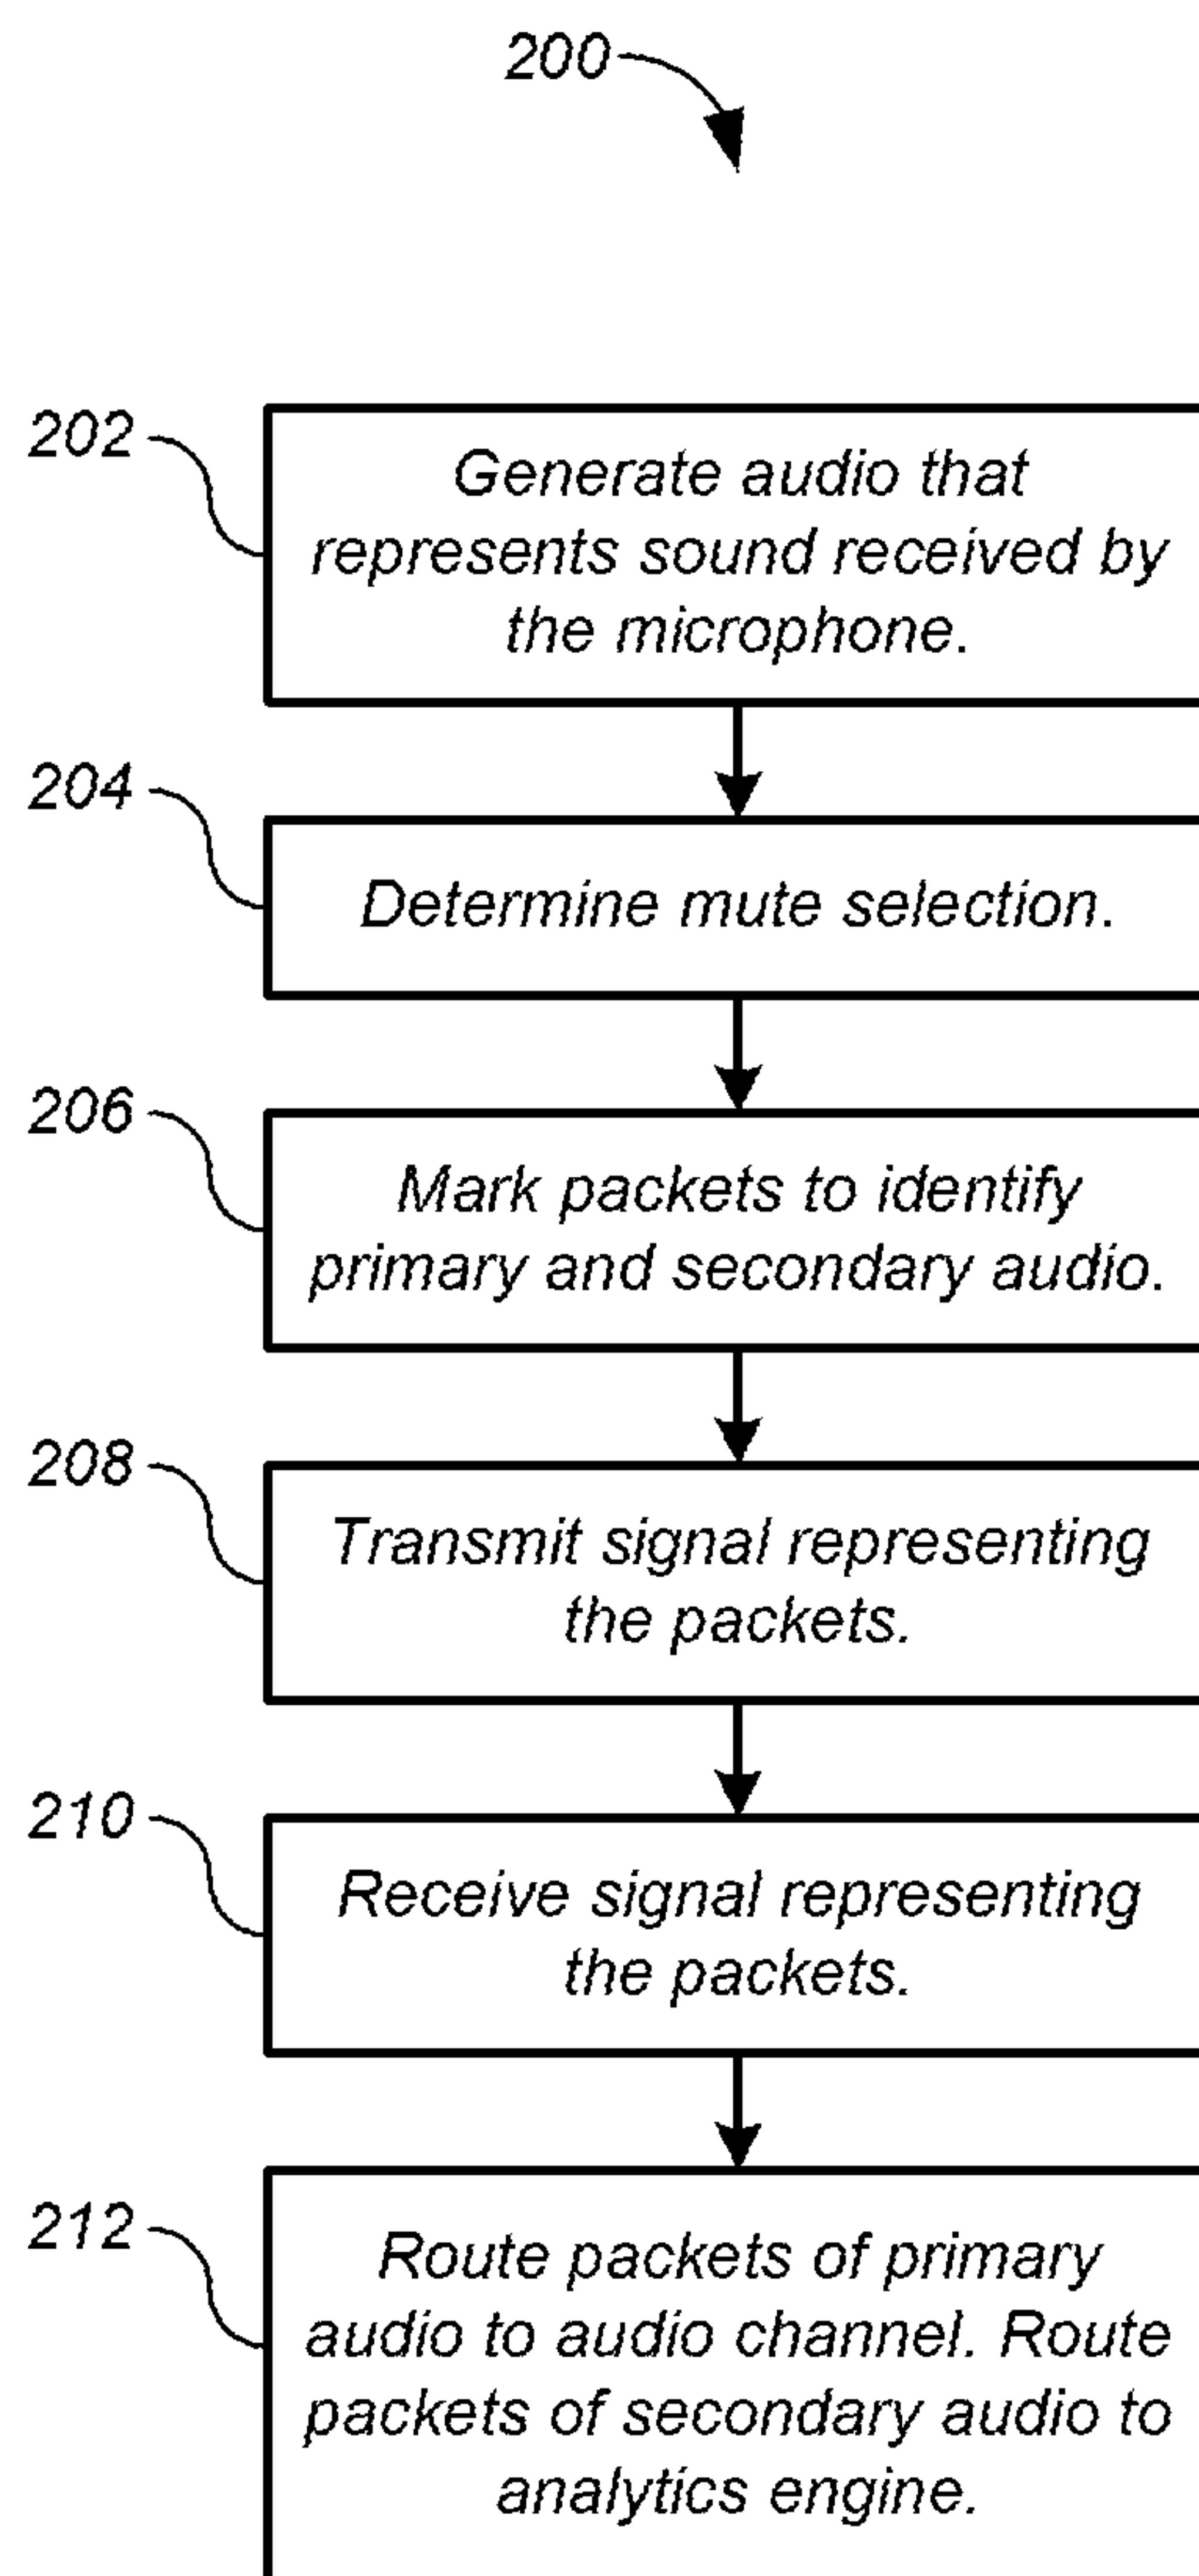 200
202
Generate audio that
represents sound received by
the microphone.
204
Determine mute selection.
206
Mark packets to identify
primary and secondary audio.
208
Transmit signal representing
the packets.
210
Receive signal representing
the packets.
212
Route packets of primary
audio to audio channel. Route
packets of secondary audio to
analytics engine.